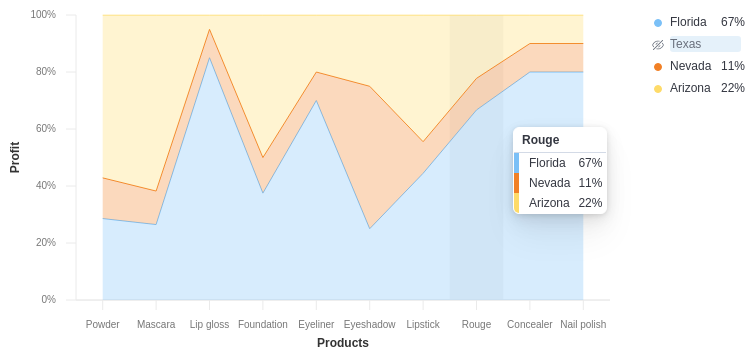 100%
80%
60%
40%
20%
0%
Profit
Powder Mascara Lip gloss Foundation Eyeliner Eyeshadow Lipstick Rouge Concealer Nail polish
Products
Rouge
Florida 67%
Nevada 11%
Arizona 22%
Florida 67%
Texas
Nevada 11%
Arizona 22%